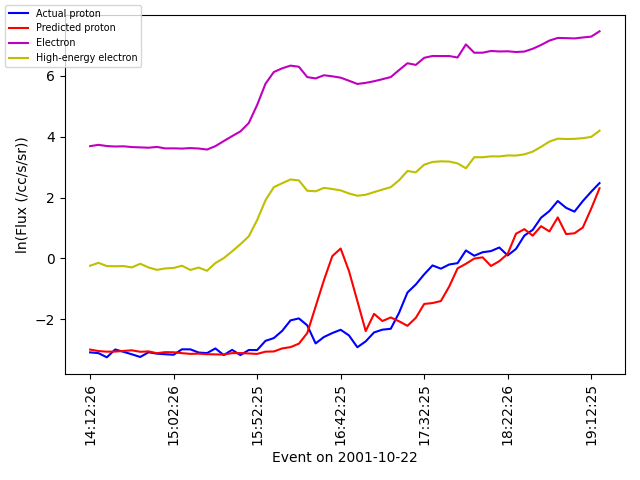 Actual proton
Predicted proton
Electron
High-energy electron
6
4
2
0
−2
ln(Flux (/cc/s/sr))
14:12:26
15:02:26
15:52:25
16:42:25
17:32:25
18:22:26
19:12:25
Event on 2001-10-22